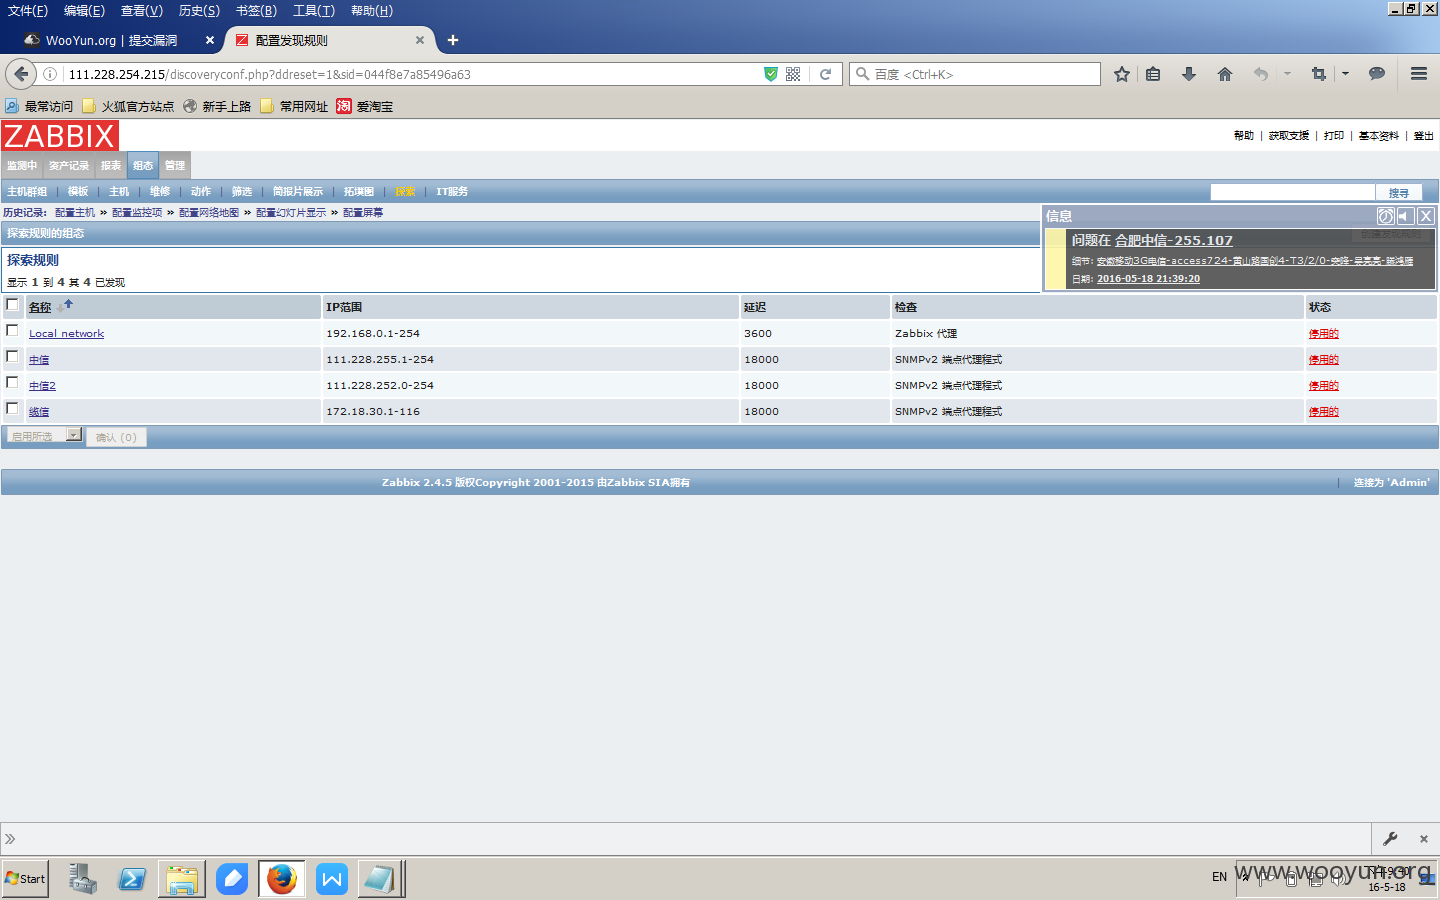 文件(F) 编辑(E) 查看(V) 历史(S) 书签(B) 工具(T) 帮助(H)
WooYun.org | 提交漏洞 × 配置发现规则 × +
111.228.254.215/discoveryconf.php?ddreset=1&sid=044f8e7a85496a63 百度 <Ctrl+K>
最常访问 火狐官方站点 新手上路 常用网址 淘 爱淘宝
ZABBIX
帮助 | 获取支援 | 打印 | 基本资料 | 登出
监测中 资产记录 报表 组态 管理
主机群组 | 模板 | 主机 | 维修 | 动作 | 筛选 | 简报片展示 | 拓墣图 | 探索 | IT服务 搜寻
历史记录: 配置主机 » 配置监控项 » 配置网络地图 » 配置幻灯片显示 » 配置屏幕
信息
探索规则的组态
问题在 合肥中信-255.107
细节: 安徽移动3G电信-access724-黄山路国创4-T3/2/0-突降-
日期: 2016-05-18 21:39:20
探索规则
显示 1 到 4 其 4 已发现
名称 IP范围 延迟 检查 状态
Local network 192.168.0.1-254 3600 Zabbix 代理 停用的
中信 111.228.255.1-254 18000 SNMPv2 端点代理程式 停用的
中信2 111.228.252.0-254 18000 SNMPv2 端点代理程式 停用的
缆信 172.18.30.1-116 18000 SNMPv2 端点代理程式 停用的
启用所选 确认 (0)
Zabbix 2.4.5 版权Copyright 2001-2015 由Zabbix SIA拥有 | 连接为 'Admin'
Start EN 下午9:40
16-5-18
www.wooyun.org